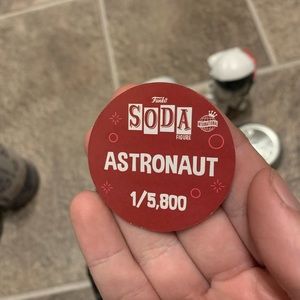 Funko
SODA
FIGURE
ASTRONAUT
1/5,800